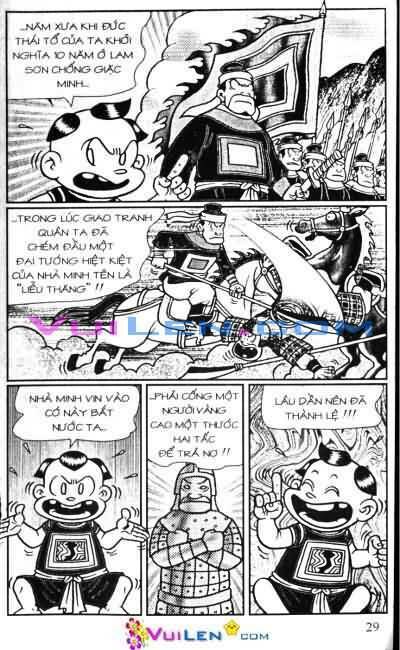 ..NĂM XƯA KHI ĐỨC
THÁI TỔ CỦA TA KHỞI
NGHĨA 10 NĂM Ở LAM
SƠN CHỐNG GIẶC
MINH...
..TRONG LÚC GIAO TRANH
QUÂN TA ĐÃ
CHÉM ĐẦU MỘT
ĐẠI TƯỚNG HIỆT KIỆT
CỦA NHÀ MINH TÊN LÀ
"LIỄU THĂNG" !!
VUILEN.COM
NHÀ MINH VIN VÀO
CỚ NÀY BẮT
NƯỚC TA...
..PHẢI CỐNG MỘT
NGƯỜI VÀNG
CAO MỘT THƯỚC
HAI TẤC
ĐỂ TRẢ NỢ !!
LÂU DẦN NÊN ĐÃ
THÀNH LỆ !!!
29
VUILEN.COM